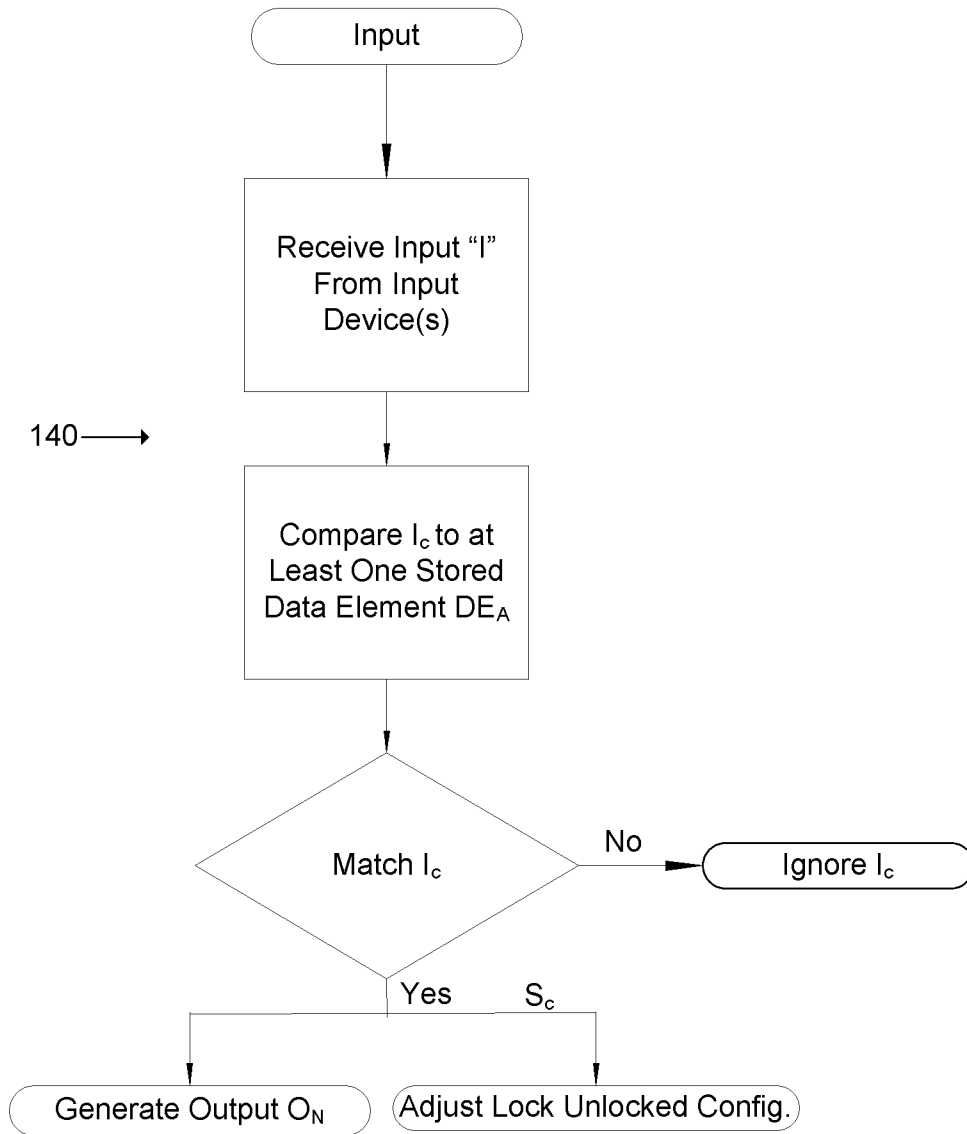 Input
Receive Input “I”
From Input
Device(s)
140
Compare Ic to at
Least One Stored
Data Element DEA
Match Ic
No
Ignore Ic
Yes
Sc
Generate Output ON
Adjust Lock Unlocked Config.